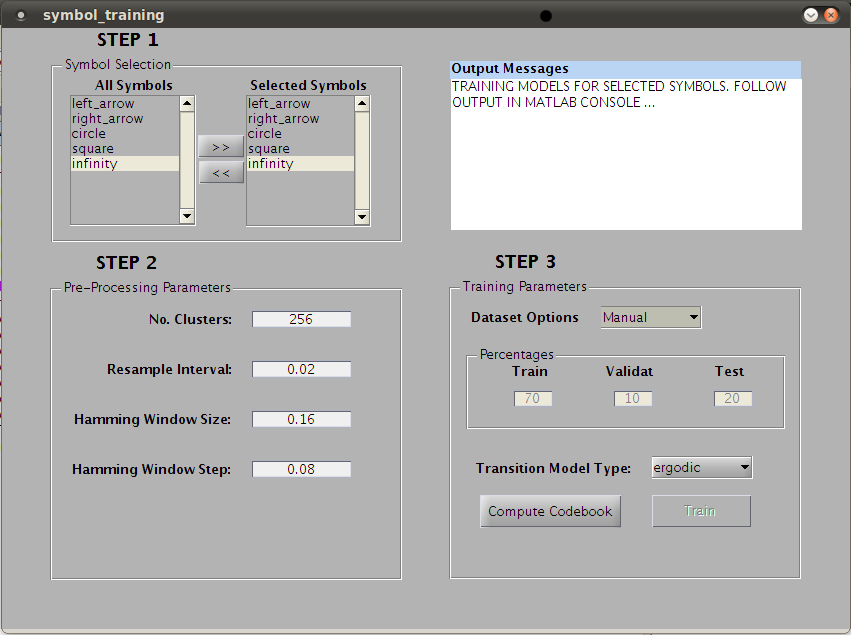 symbol_training
STEP 1
Symbol Selection
All Symbols
left_arrow
right_arrow
circle
square
infinity
>>
<<
Selected Symbols
left_arrow
right_arrow
circle
square
infinity
Output Messages
TRAINING MODELS FOR SELECTED SYMBOLS. FOLLOW
OUTPUT IN MATLAB CONSOLE ...
STEP 2
Pre-Processing Parameters
No. Clusters: 256
Resample Interval: 0.02
Hamming Window Size: 0.16
Hamming Window Step: 0.08
STEP 3
Training Parameters
Dataset Options Manual
Percentages
Train Validat Test
70 10 20
Transition Model Type: ergodic
Compute Codebook Train